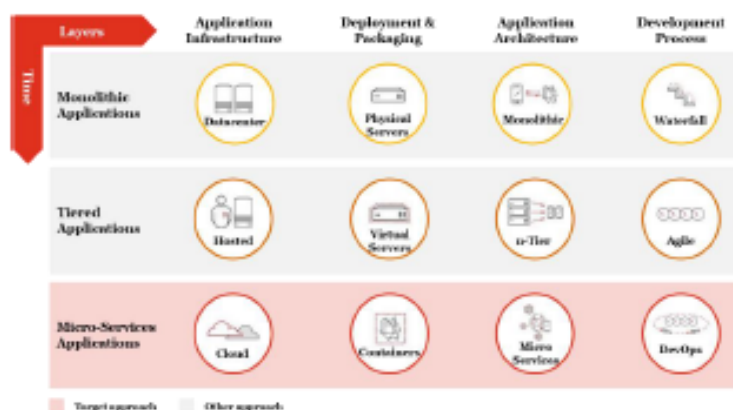 Layers
Application Infrastructure
Deployment & Packaging
Application Architecture
Development Process
Time
Monolithic Applications
Datacenter
Physical Servers
Monolithic
Waterfall
Tiered Applications
Hosted
Virtual Servers
n-Tier
Agile
Micro-Services Applications
Cloud
Containers
Micro Services
DevOps
Target approach
Other approach